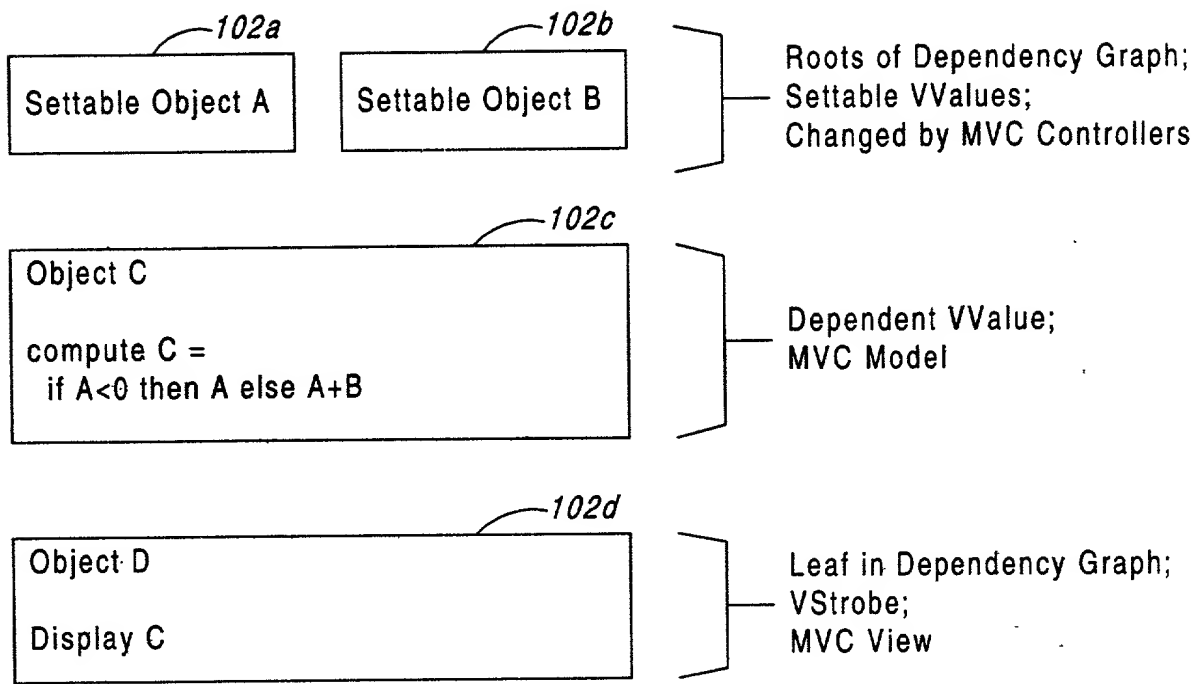 102a
102b
Settable Object A
Settable Object B
Roots of Dependency Graph;
Settable VValues;
Changed by MVC Controllers
102c
Object C
compute C =
if A<0 then A else A+B
Dependent VValue;
MVC Model
102d
Object D
Display C
Leaf in Dependency Graph;
VStrobe;
MVC View